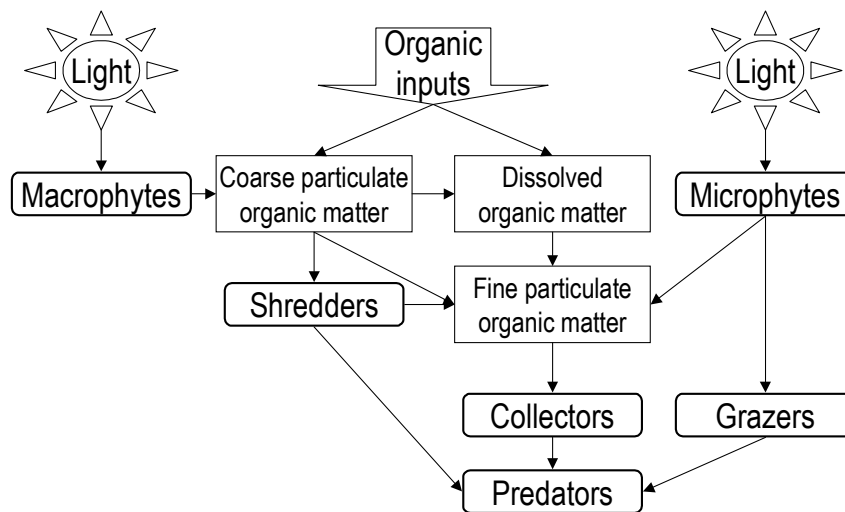 Light
Organic
inputs
Light
Macrophytes
Coarse particulate
organic matter
Dissolved
organic matter
Microphytes
Shredders
Fine particulate
organic matter
Collectors
Grazers
Predators